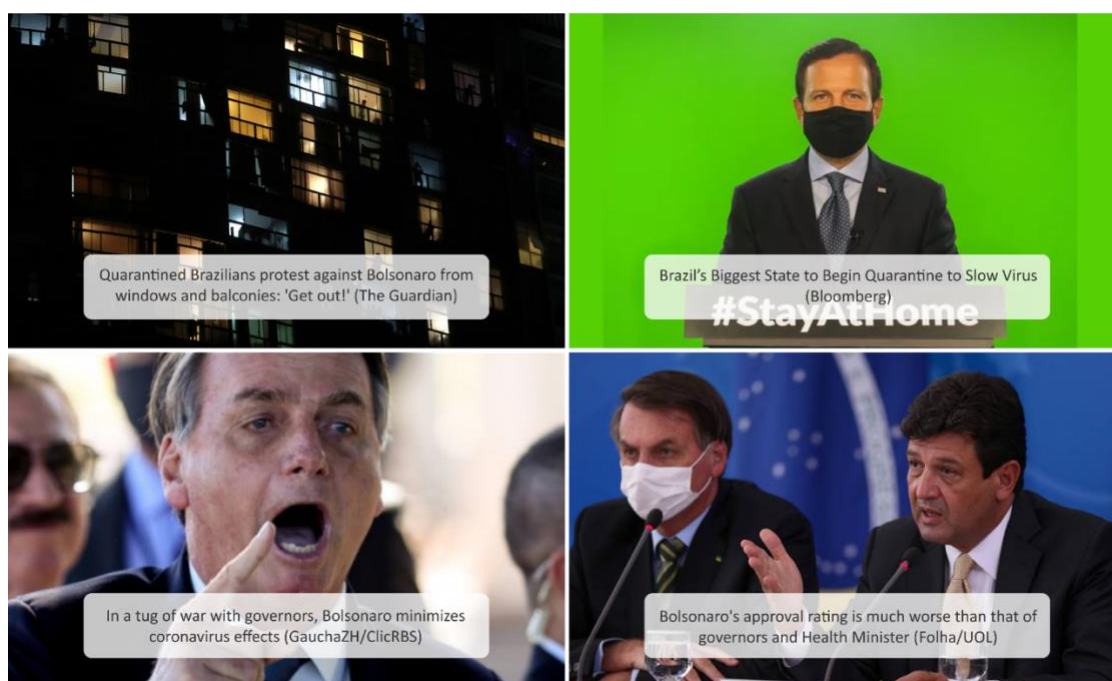 Quarantined Brazilians protest against Bolsonaro from
windows and balconies: 'Get out!' (The Guardian)
Brazil's Biggest State to Begin Quarantine to Slow Virus
(Bloomberg)
#StayAtHome
In a tug of war with governors, Bolsonaro minimizes
coronavirus effects (GauchaZH/ClicRBS)
Bolsonaro's approval rating is much worse than that of
governors and Health Minister (Folha/UOL)